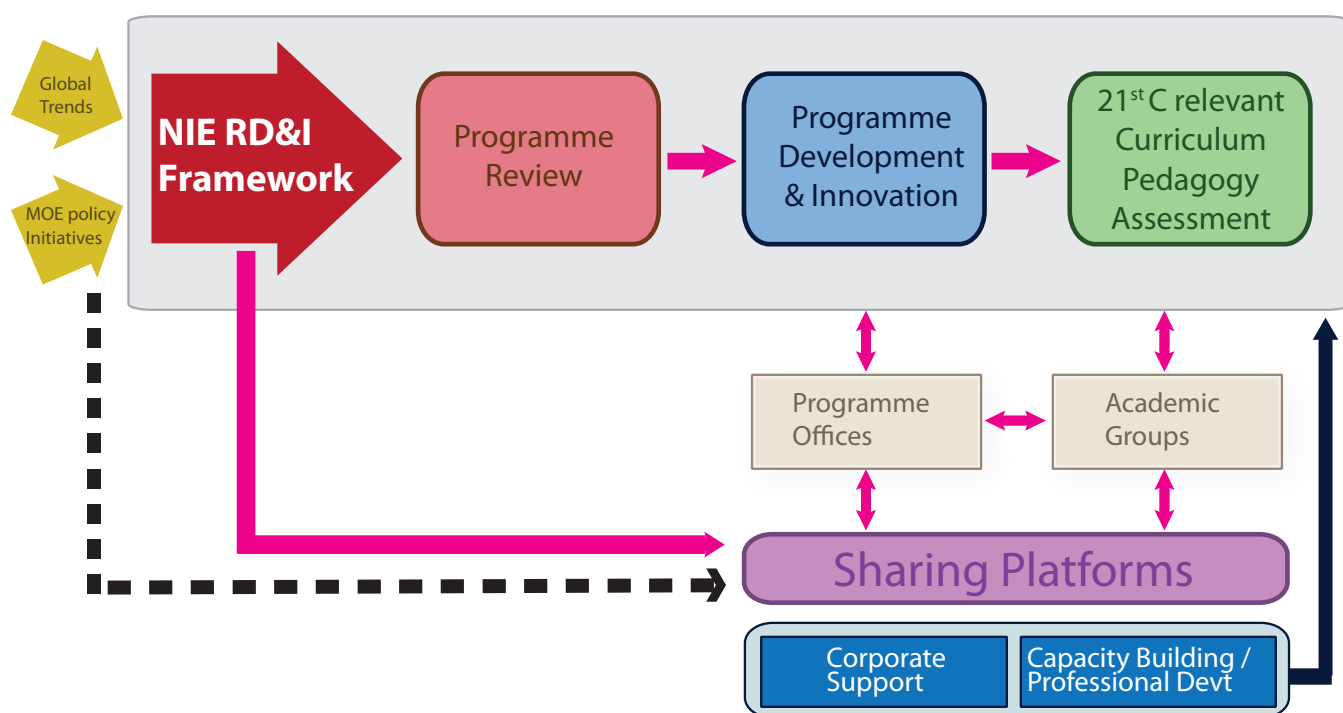 Global
Trends
MOE policy
Initiatives
NIE RD&I
Framework
Programme
Review
Programme
Development
& Innovation
21st C relevant
Curriculum
Pedagogy
Assessment
Programme
Offices
Academic
Groups
Sharing Platforms
Corporate
Support
Capacity Building /
Professional Devt